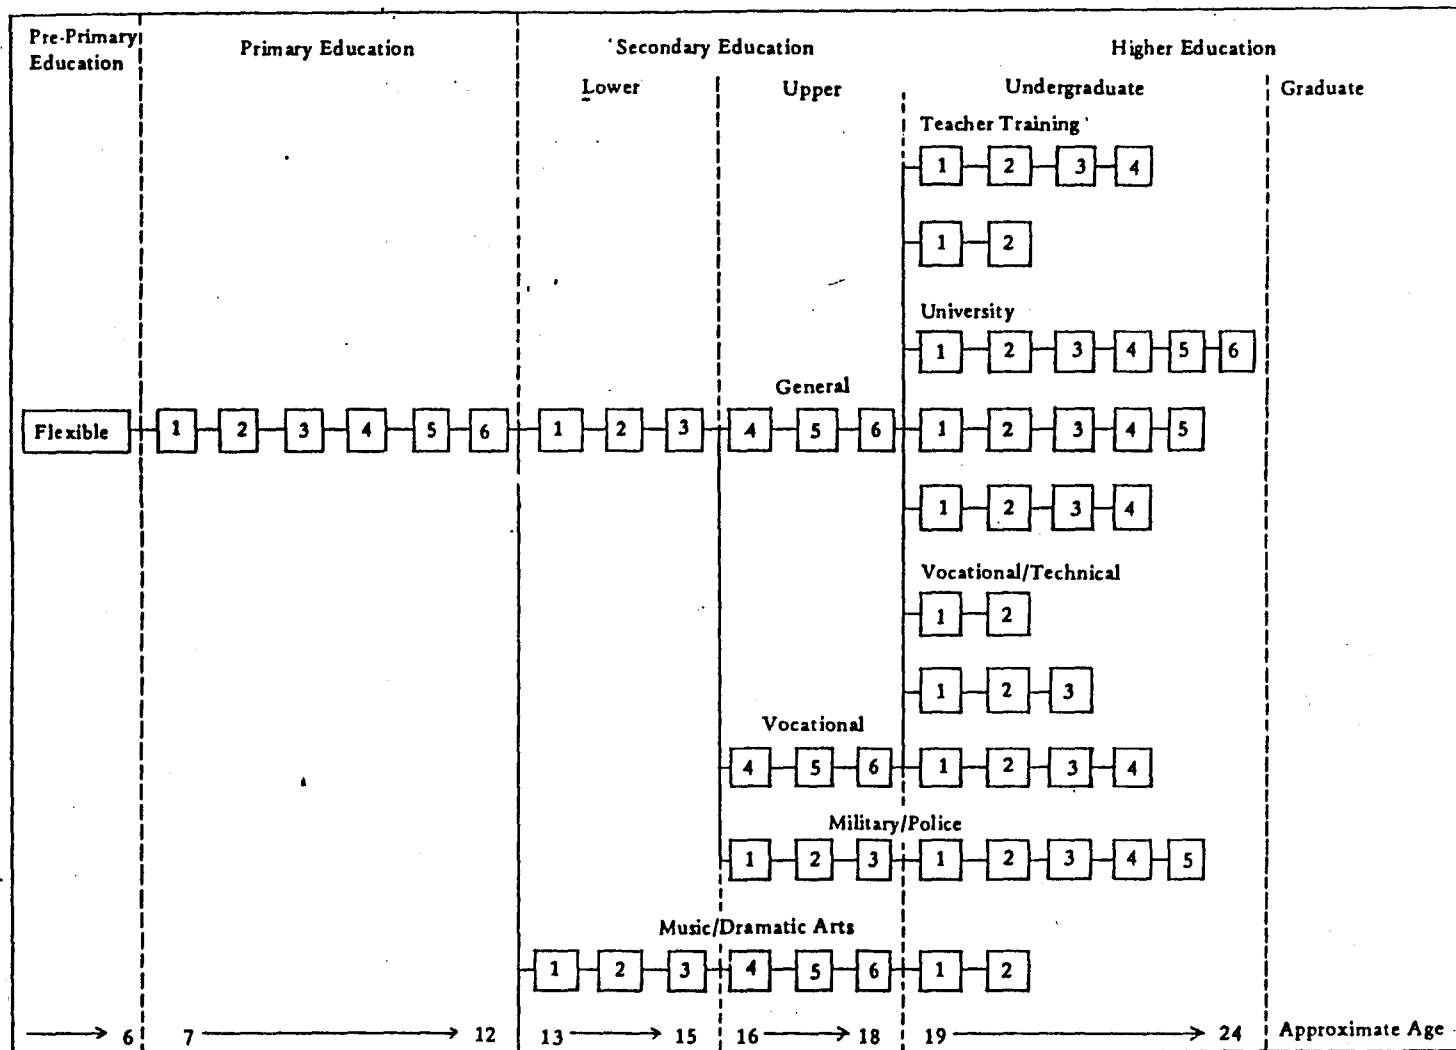 Pre-Primary
Education
Primary Education
Secondary Education
Higher Education
Lower
Upper
Undergraduate
Graduate
Teacher Training
1 2 3 4
1 2
University
1 2 3 4 5 6
General
Flexible 1 2 3 4 5 6 1 2 3 4 5 6 1 2 3 4 5
1 2 3 4
Vocational/Technical
1 2
1 2 3
Vocational
4 5 6 1 2 3 4
Military/Police
1 2 3 1 2 3 4 5
Music/Dramatic Arts
1 2 3 4 5 6 1 2
6 7 12 13 15 16 18 19 24 Approximate Age